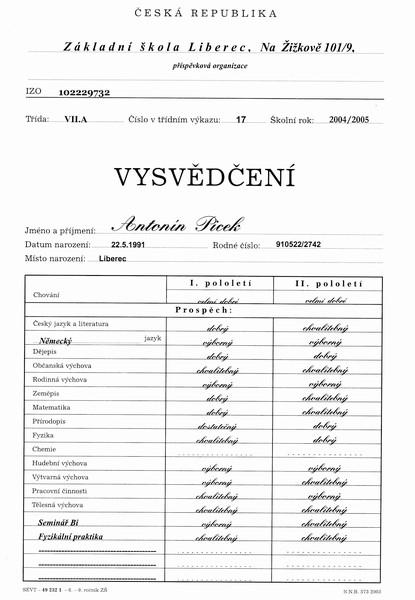 ČESKÁ REPUBLIKA
Základní škola Liberec, Na Žižkově 101/9,
příspěvková organizace
IZO 102229732
Třída: VII.A Číslo v třídním výkazu: 17 Školní rok: 2004/2005
VYSVĚDČENÍ
Jméno a příjmení: Antonín Picek
Datum narození: 22.5.1991 Rodné číslo: 910522/2742
Místo narození: Liberec
I. pololetí II. pololetí
Chování velmi dobré velmi dobré
Prospěch:
Český jazyk a literatura dobrý chvalitebný
Německý jazyk výborný výborný
Dějepis dobrý dobrý
Občanská výchova chvalitebný chvalitebný
Rodinná výchova výborný výborný
Zeměpis dobrý chvalitebný
Matematika dobrý dobrý
Přírodopis dostatečný dobrý
Fyzika chvalitebný dobrý
Chemie
Hudební výchova výborný výborný
Výtvarná výchova výborný chvalitebný
Pracovní činnosti chvalitebný výborný
Tělesná výchova chvalitebný chvalitebný
Seminář Bi výborný chvalitebný
Fyzikální praktika chvalitebný chvalitebný
SEVT - 49 232 1 - 6. - 9. ročník ZŠ S.N.B. 573 2003